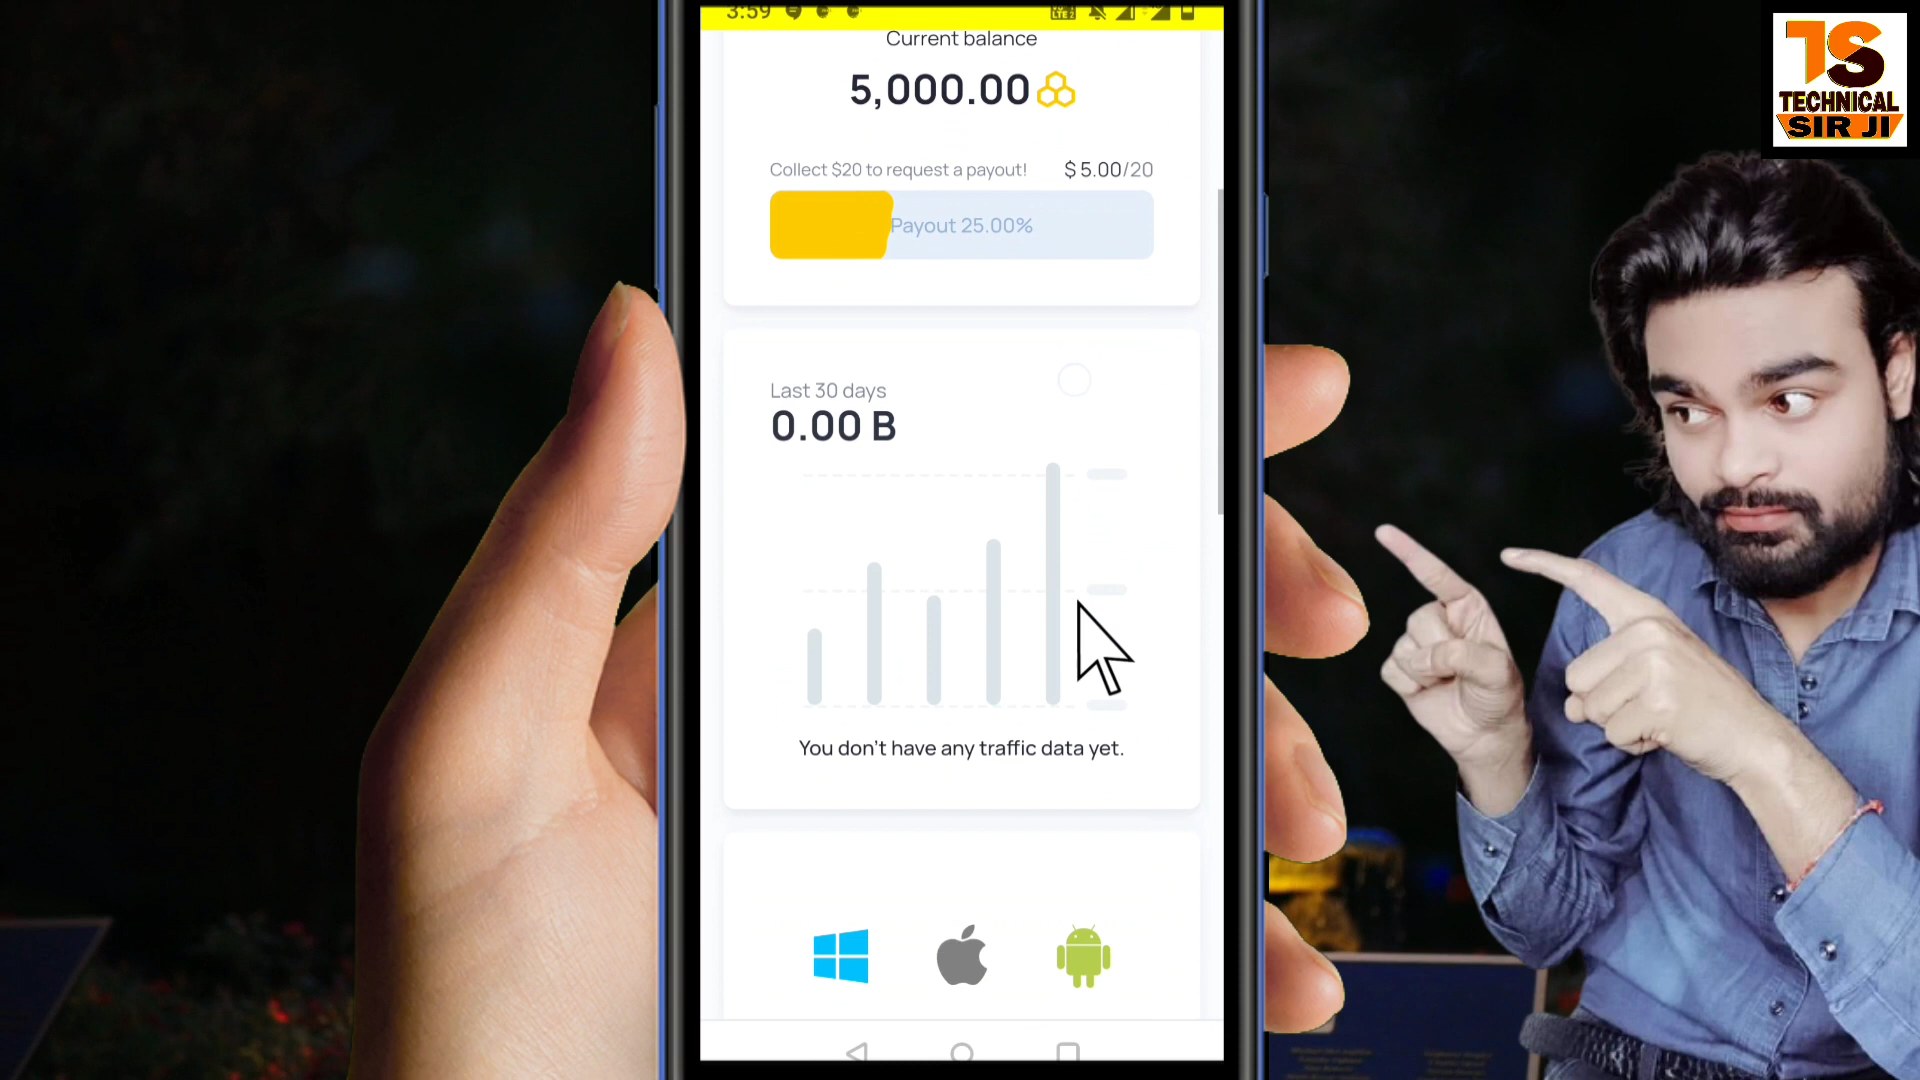 3:59
Current balance
5,000.00
Collect $20 to request a payout! $ 5.00/20
Payout 25.00%
Last 30 days
0.00 B
You don't have any traffic data yet.
TS
TECHNICAL
SIR JI